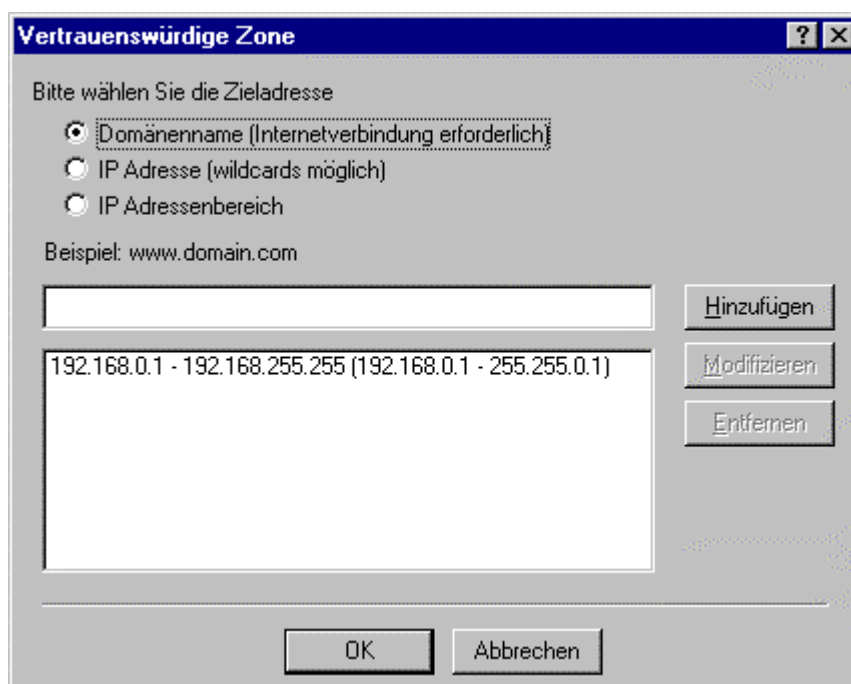 Vertrauenswürdige Zone
Bitte wählen Sie die Zieladresse
Domänenname (Internetverbindung erforderlich)
IP Adresse (wildcards möglich)
IP Adressenbereich
Beispiel: www.domain.com
Hinzufügen
192.168.0.1 - 192.168.255.255 (192.168.0.1 - 255.255.0.1)
Modifizieren
Entfernen
OK
Abbrechen